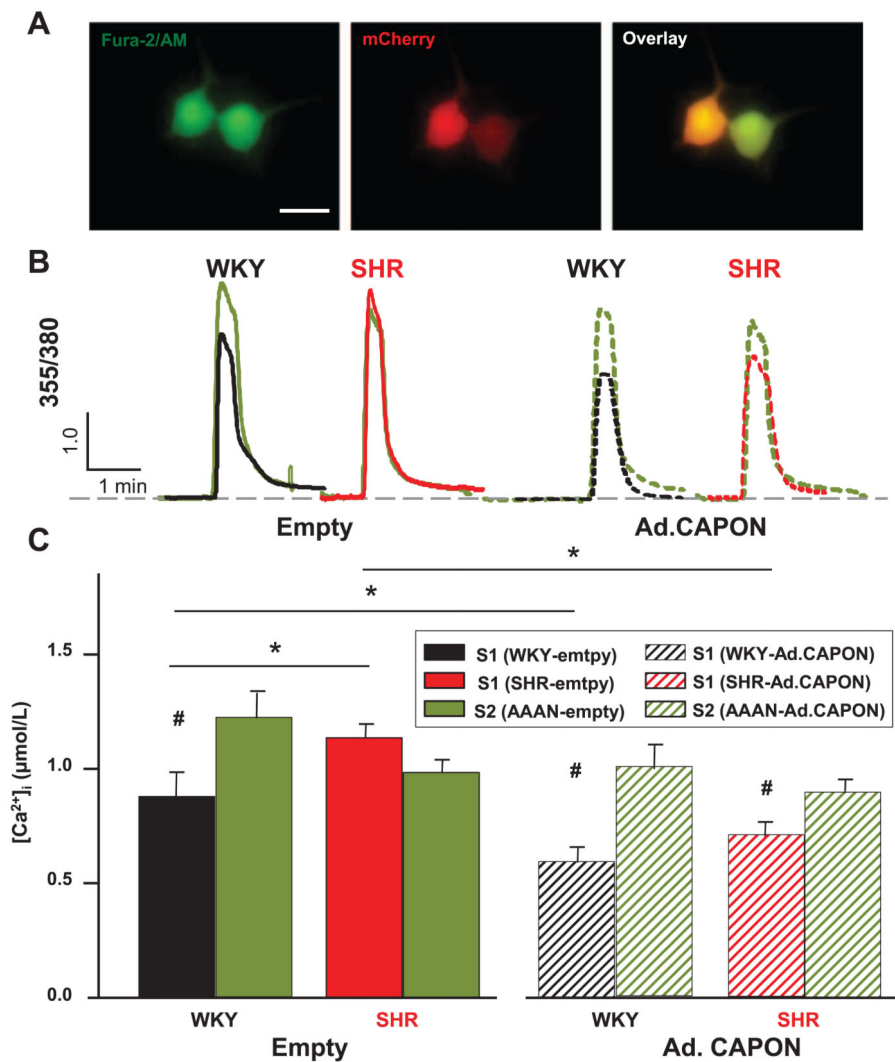 A
Fura-2/AM
mCherry
Overlay
B
WKY
SHR
WKY
SHR
355/380
1.0
1 min
Empty
Ad.CAPON
C
*
*
*
S1 (WKY-emtpy)
S1 (WKY-Ad.CAPON)
S1 (SHR-emtpy)
S1 (SHR-Ad.CAPON)
S2 (AAAN-empty)
S2 (AAAN-Ad.CAPON)
#
#
#
[Ca²⁺]i (µmol/L)
1.5
1.0
0.5
0.0
WKY
SHR
WKY
SHR
Empty
Ad. CAPON